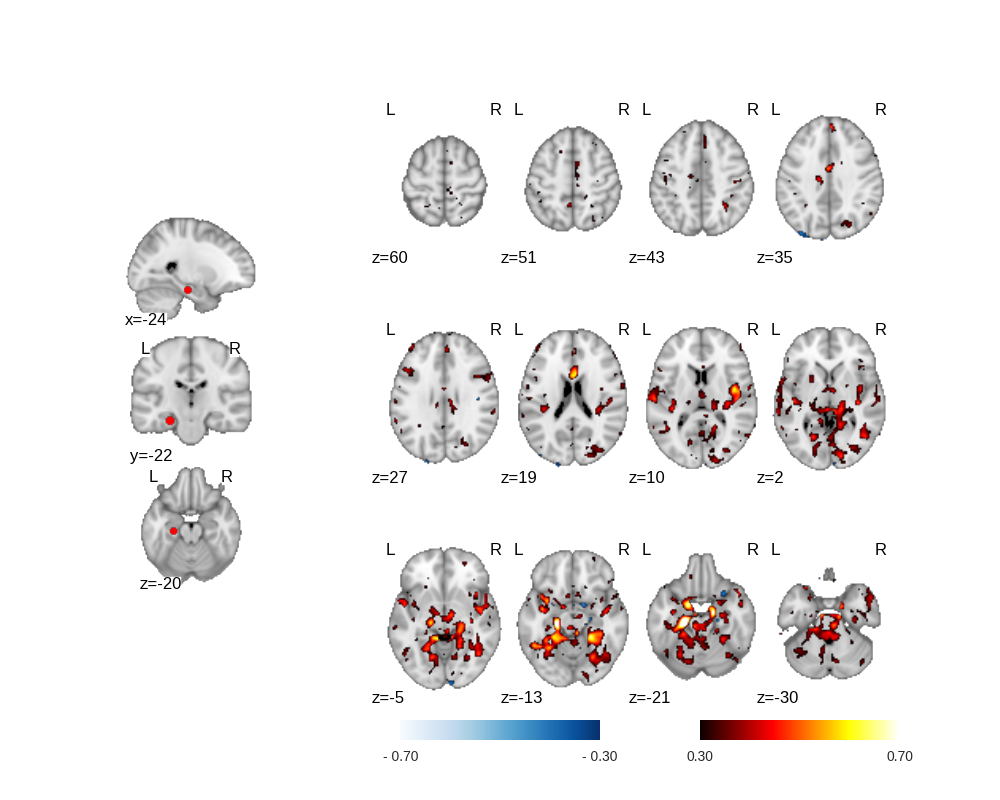 L R L R L R L R
z=60 z=51 z=43 z=35
x=-24
L R
y=-22
L R
z=-20
L R L R L R L R
z=27 z=19 z=10 z=2
L R L R L R L R
z=-5 z=-13 z=-21 z=-30
- 0.70 - 0.30 0.30 0.70